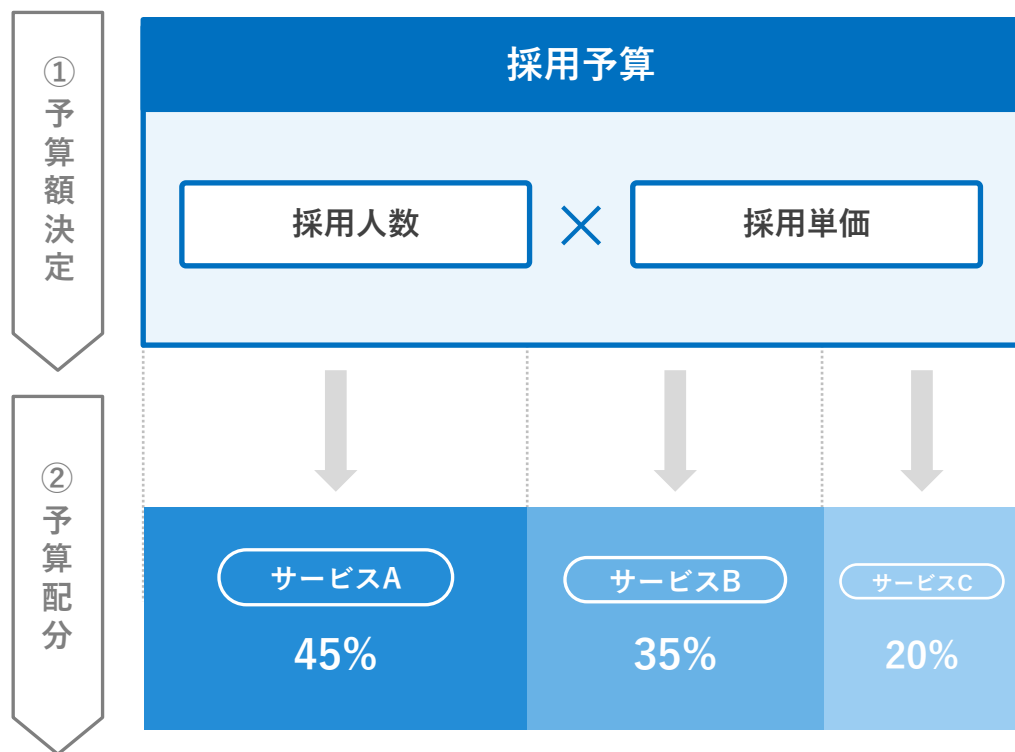 ①予算額決定
採用予算
採用人数 × 採用単価
②予算配分
サービスA
45%
サービスB
35%
サービスC
20%